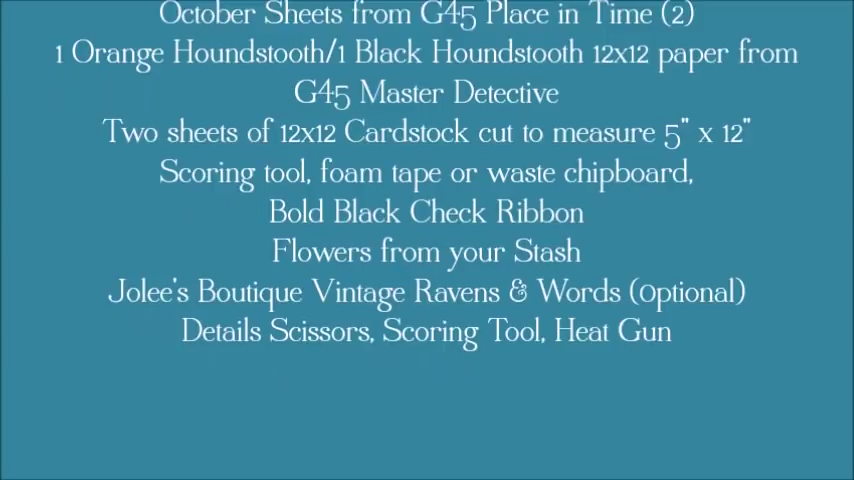 October Sheets from G45 Place in Time (2)
1 Orange Houndstooth/1 Black Houndstooth 12x12 paper from
G45 Master Detective
Two sheets of 12x12 Cardstock cut to measure 5" x 12"
Scoring tool, foam tape or waste chipboard,
Bold Black Check Ribbon
Flowers from your Stash
Jolee's Boutique Vintage Ravens & Words (Optional)
Details Scissors, Scoring Tool, Heat Gun